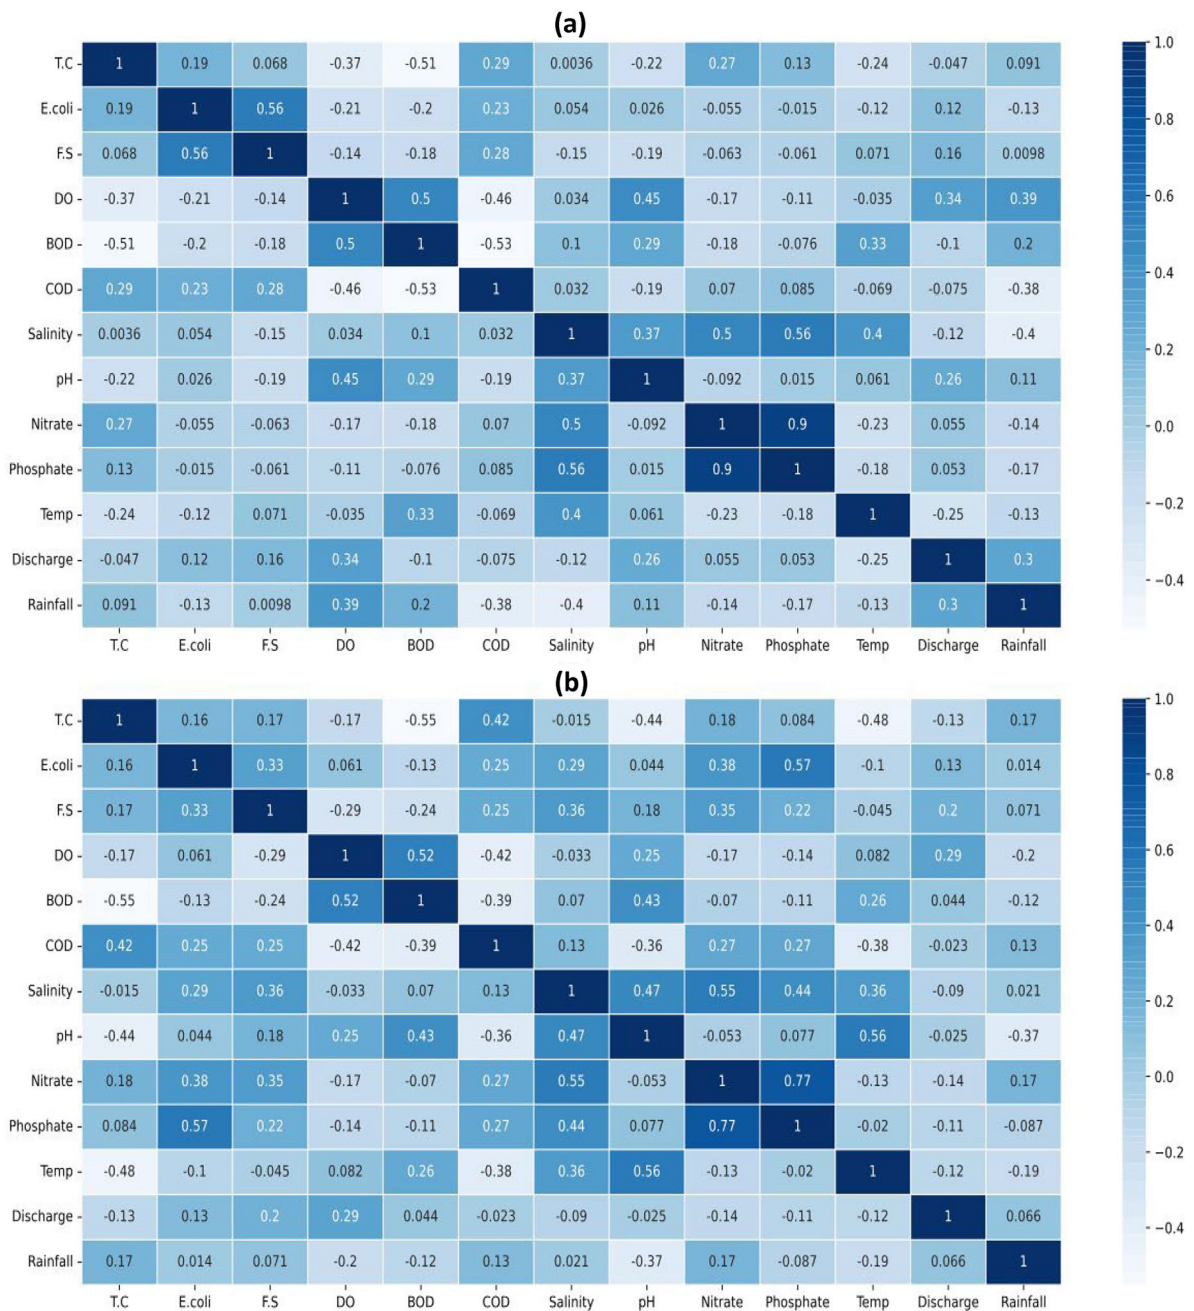 (a)
T.C 1 0.19 0.068 -0.37 -0.51 0.29 0.0036 -0.22 0.27 0.13 -0.24 -0.047 0.091 1.0
E.coli 0.19 1 0.56 -0.21 -0.2 0.23 0.054 0.026 -0.055 -0.015 -0.12 0.12 -0.13 0.8
F.S 0.068 0.56 1 -0.14 -0.18 0.28 -0.15 -0.19 -0.063 -0.061 0.071 0.16 0.0098
DO -0.37 -0.21 -0.14 1 0.5 -0.46 0.034 0.45 -0.17 -0.11 -0.035 0.34 0.39 0.6
BOD -0.51 -0.2 -0.18 0.5 1 -0.53 0.1 0.29 -0.18 -0.076 0.33 -0.1 0.2
COD 0.29 0.23 0.28 -0.46 -0.53 1 0.032 -0.19 0.07 0.085 -0.069 -0.075 -0.38 0.4
Salinity 0.0036 0.054 -0.15 0.034 0.1 0.032 1 0.37 0.5 0.56 0.4 -0.12 -0.4 0.2
pH -0.22 0.026 -0.19 0.45 0.29 -0.19 0.37 1 -0.092 0.015 0.061 0.26 0.11
Nitrate 0.27 -0.055 -0.063 -0.17 -0.18 0.07 0.5 -0.092 1 0.9 -0.23 0.055 -0.14 0.0
Phosphate 0.13 -0.015 -0.061 -0.11 -0.076 0.085 0.56 0.015 0.9 1 -0.18 0.053 -0.17
Temp -0.24 -0.12 0.071 -0.035 0.33 -0.069 0.4 0.061 -0.23 -0.18 1 -0.25 -0.13 -0.2
Discharge -0.047 0.12 0.16 0.34 -0.1 -0.075 -0.12 0.26 0.055 0.053 -0.25 1 0.3 -0.4
Rainfall 0.091 -0.13 0.0098 0.39 0.2 -0.38 -0.4 0.11 -0.14 -0.17 -0.13 0.3 1
T.C E.coli F.S DO BOD COD Salinity pH Nitrate Phosphate Temp Discharge Rainfall
(b)
T.C 1 0.16 0.17 -0.17 -0.55 0.42 -0.015 -0.44 0.18 0.084 -0.48 -0.13 0.17 1.0
E.coli 0.16 1 0.33 0.061 -0.13 0.25 0.29 0.044 0.38 0.57 -0.1 0.13 0.014 0.8
F.S 0.17 0.33 1 -0.29 -0.24 0.25 0.36 0.18 0.35 0.22 -0.045 0.2 0.071
DO -0.17 0.061 -0.29 1 0.52 -0.42 -0.033 0.25 -0.17 -0.14 0.082 0.29 -0.2 0.6
BOD -0.55 -0.13 -0.24 0.52 1 -0.39 0.07 0.43 -0.07 -0.11 0.26 0.044 -0.12
COD 0.42 0.25 0.25 -0.42 -0.39 1 0.13 -0.36 0.27 0.27 -0.38 -0.023 0.13 0.4
Salinity -0.015 0.29 0.36 -0.033 0.07 0.13 1 0.47 0.55 0.44 0.36 -0.09 0.021 0.2
pH -0.44 0.044 0.18 0.25 0.43 -0.36 0.47 1 -0.053 0.077 0.56 -0.025 -0.37
Nitrate 0.18 0.38 0.35 -0.17 -0.07 0.27 0.55 -0.053 1 0.77 -0.13 -0.14 0.17 0.0
Phosphate 0.084 0.57 0.22 -0.14 -0.11 0.27 0.44 0.077 0.77 1 -0.02 -0.11 -0.087
Temp -0.48 -0.1 -0.045 0.082 0.26 -0.38 0.36 0.56 -0.13 -0.02 1 -0.12 -0.19 -0.2
Discharge -0.13 0.13 0.2 0.29 0.044 -0.023 -0.09 -0.025 -0.14 -0.11 -0.12 1 0.066 -0.4
Rainfall 0.17 0.014 0.071 -0.2 -0.12 0.13 0.021 -0.37 0.17 -0.087 -0.19 0.066 1
T.C E.coli F.S DO BOD COD Salinity pH Nitrate Phosphate Temp Discharge Rainfall